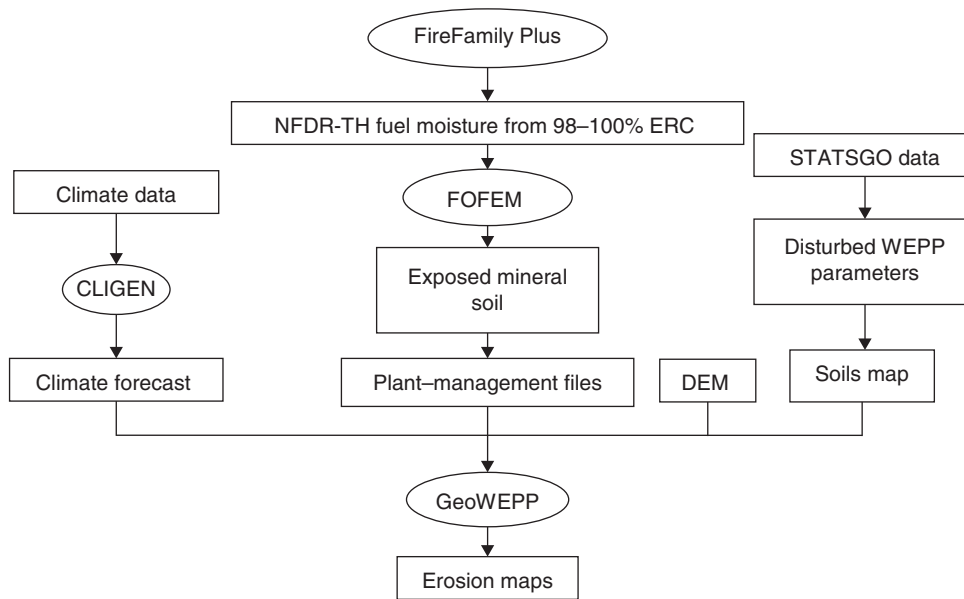 FireFamily Plus
NFDR-TH fuel moisture from 98–100% ERC
STATSGO data
Climate data
FOFEM
Disturbed WEPP
parameters
Exposed mineral
soil
CLIGEN
Climate forecast
Plant–management files
DEM
Soils map
GeoWEPP
Erosion maps